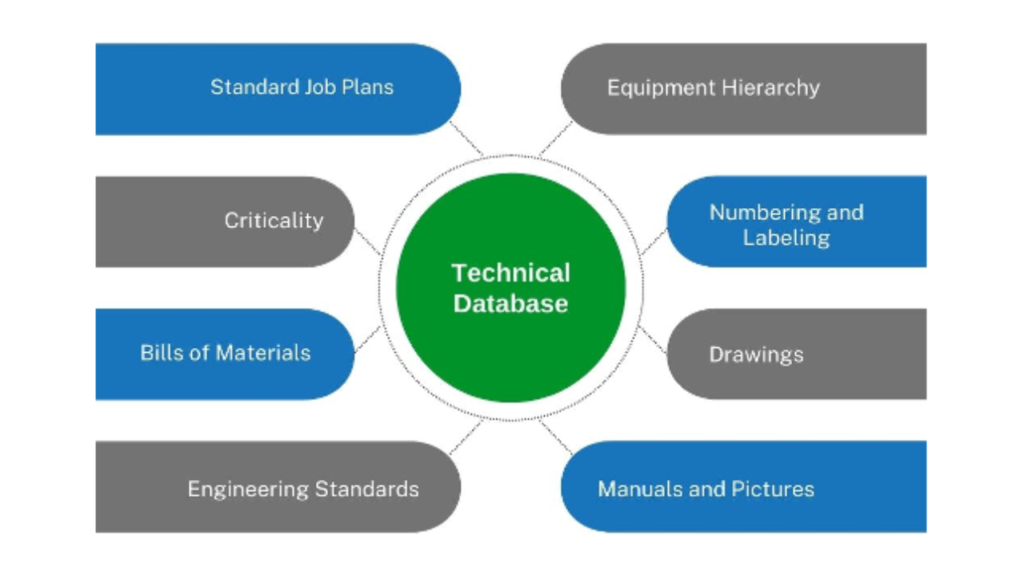 Standard Job Plans
Equipment Hierarchy
Criticality
Numbering and
Labeling
Technical
Database
Bills of Materials
Drawings
Engineering Standards
Manuals and Pictures